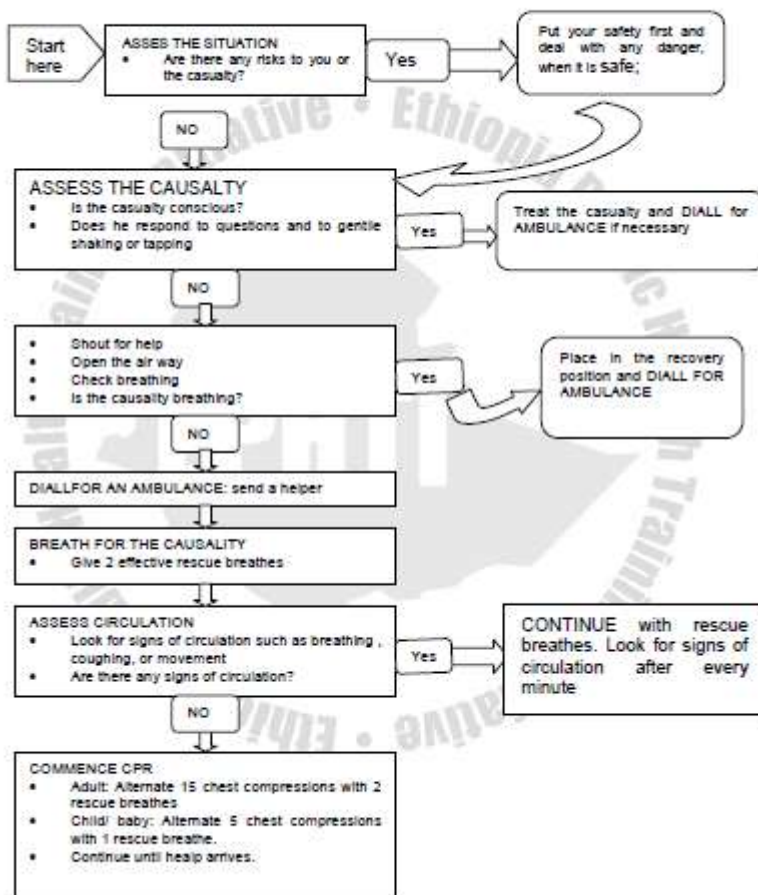 Start
here
ASSES THE SITUATION
• Are there any risks to you or
the casualty?
Yes
Put your safety first and
deal with any danger,
when it is safe;
NO
ASSESS THE CAUSALTY
• Is the casualty conscious?
• Does he respond to questions and to gentle
shaking or tapping
Yes
Treat the casualty and DIALL for
AMBULANCE if necessary
NO
• Shout for help
• Open the air way
• Check breathing
• Is the causality breathing?
Yes
Place in the recovery
position and DIALL FOR
AMBULANCE
NO
DIALLFOR AN AMBULANCE: send a helper
BREATH FOR THE CAUSALITY
• Give 2 effective rescue breathes
ASSESS CIRCULATION
• Look for signs of circulation such as breathing ,
coughing, or movement
• Are there any signs of circulation?
Yes
CONTINUE with rescue
breathes. Look for signs of
circulation after every
minute
NO
COMMENCE CPR
• Adult: Alternate 15 chest compressions with 2
rescue breathes
• Child/ baby: Alternate 5 chest compressions
with 1 rescue breathe.
• Continue until healp arrives.